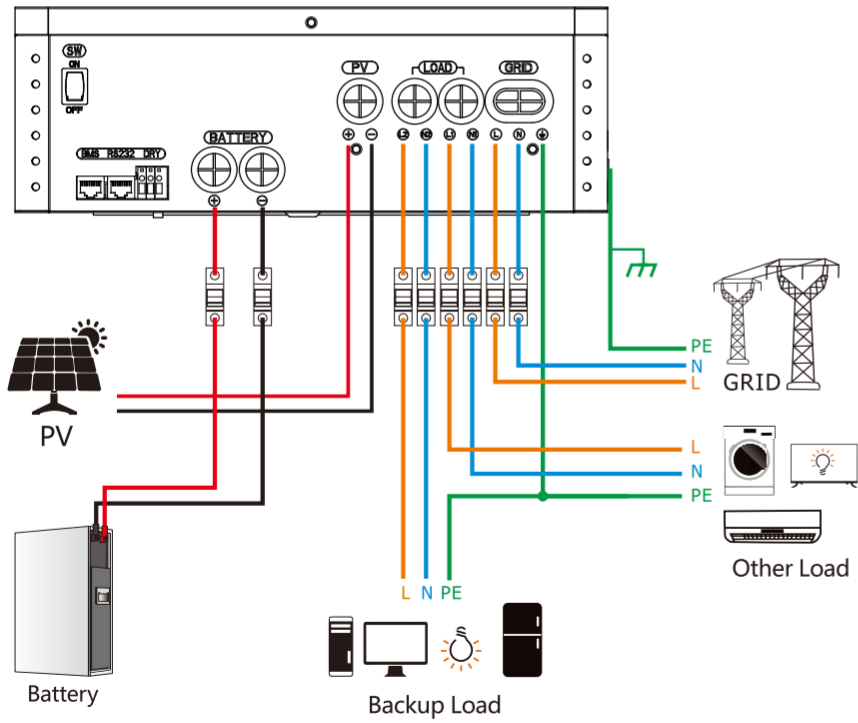 SW
ON
OFF
PV
LOAD
GRID
BATTERY
L2 N2 L1 N1 L N
BMS RS232 DRY
PE
N
L
GRID
PV
L
N
PE
Other Load
L N PE
Battery
Backup Load